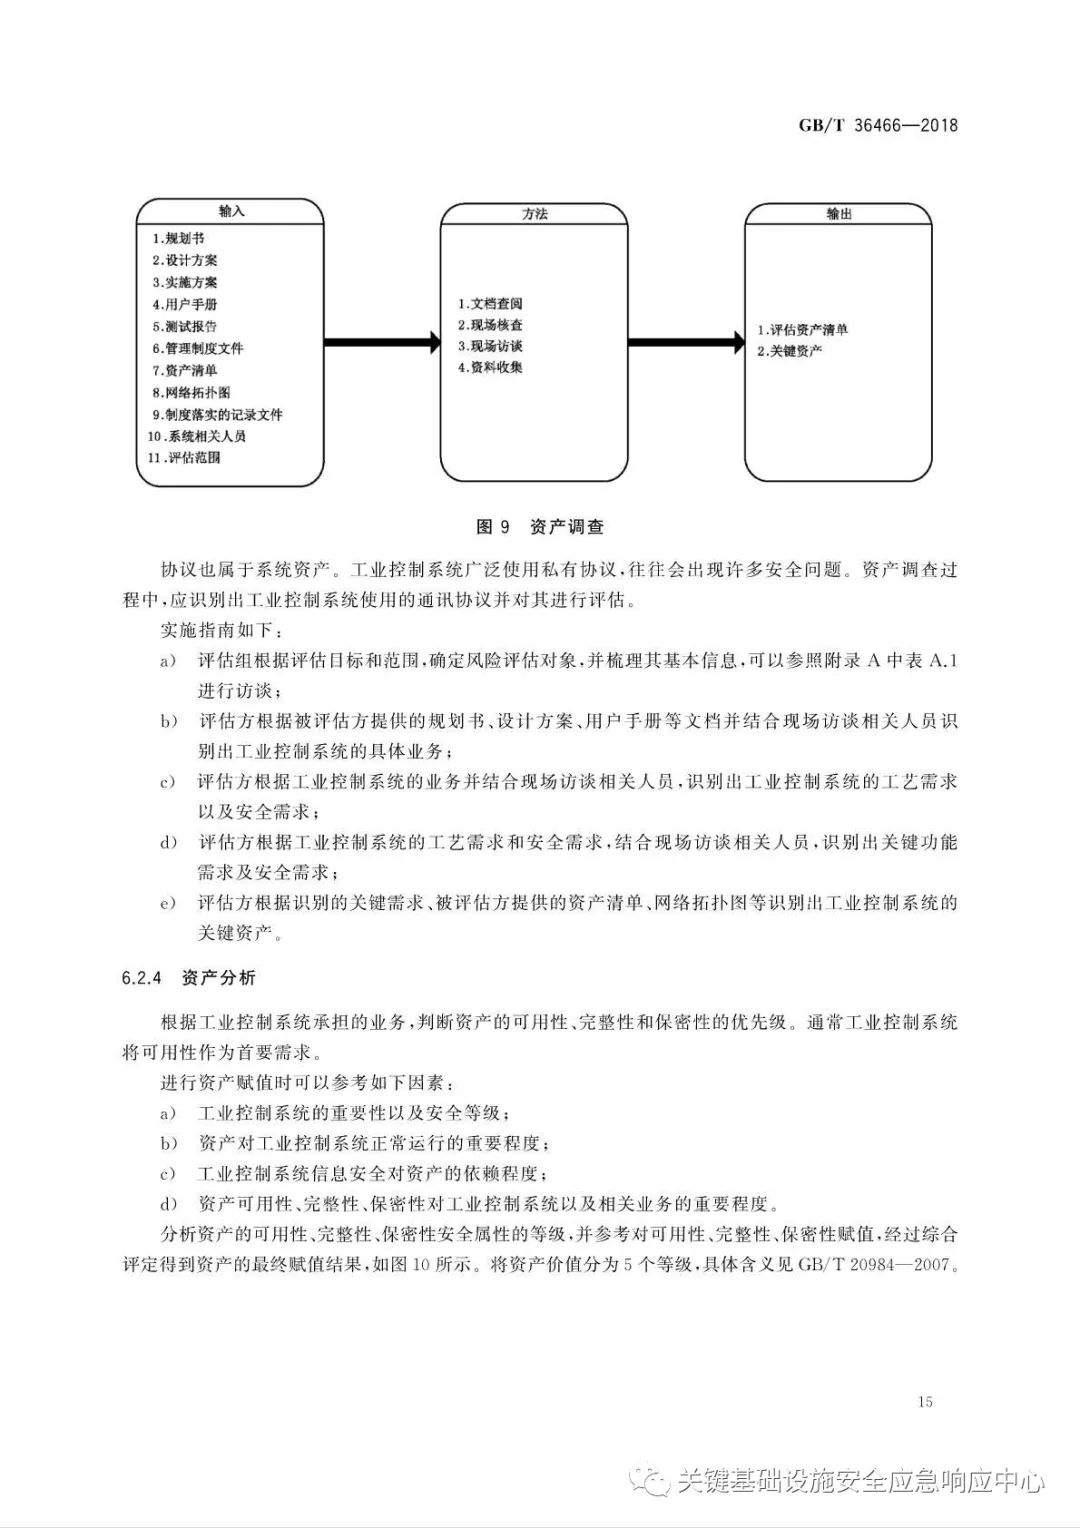 GB/T 36466—2018
输入
1.规划书
2.设计方案
3.实施方案
4.用户手册
5.测试报告
6.管理制度文件
7.资产清单
8.网络拓扑图
9.制度落实的记录文件
10.系统相关人员
11.评估范围
方法
1.文档查阅
2.现场核查
3.现场访谈
4.资料收集
输出
1.评估资产清单
2.关键资产
图 9 资产调查
协议也属于系统资产。工业控制系统广泛使用私有协议,往往会出现许多安全问题。资产调查过
程中,应识别出工业控制系统使用的通讯协议并对其进行评估。
实施指南如下:
a) 评估组根据评估目标和范围,确定风险评估对象,并梳理其基本信息,可以参照附录 A 中表 A.1
进行访谈;
b) 评估方根据被评估方提供的规划书、设计方案、用户手册等文档并结合现场访谈相关人员识
别出工业控制系统的具体业务;
c) 评估方根据工业控制系统的业务并结合现场访谈相关人员,识别出工业控制系统的工艺需求
以及安全需求;
d) 评估方根据工业控制系统的工艺需求和安全需求,结合现场访谈相关人员,识别出关键功能
需求及安全需求;
e) 评估方根据识别的关键需求、被评估方提供的资产清单、网络拓扑图等识别出工业控制系统的
关键资产。
6.2.4 资产分析
根据工业控制系统承担的业务,判断资产的可用性、完整性和保密性的优先级。通常工业控制系统
将可用性作为首要需求。
进行资产赋值时可以参考如下因素:
a) 工业控制系统的重要性以及安全等级;
b) 资产对工业控制系统正常运行的重要程度;
c) 工业控制系统信息安全对资产的依赖程度;
d) 资产可用性、完整性、保密性对工业控制系统以及相关业务的重要程度。
分析资产的可用性、完整性、保密性安全属性的等级,并参考对可用性、完整性、保密性赋值,经过综合
评定得到资产的最终赋值结果,如图 10 所示。将资产价值分为 5 个等级,具体含义见 GB/T 20984—2007。
15
关键基础设施安全应急响应中心